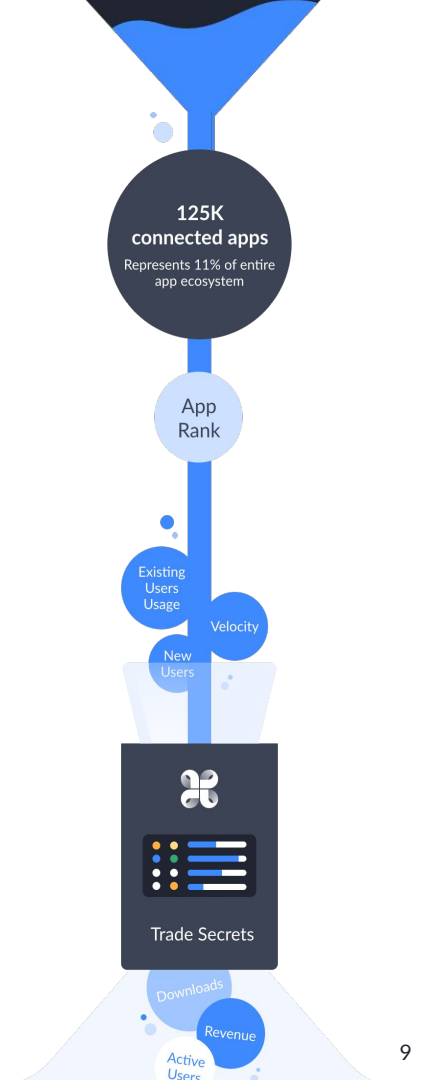 125K
connected apps
Represents 11% of entire
app ecosystem
App
Rank
Existing
Users
Usage
Velocity
New
Users
Trade Secrets
Downloads
Revenue
Active
Users
9